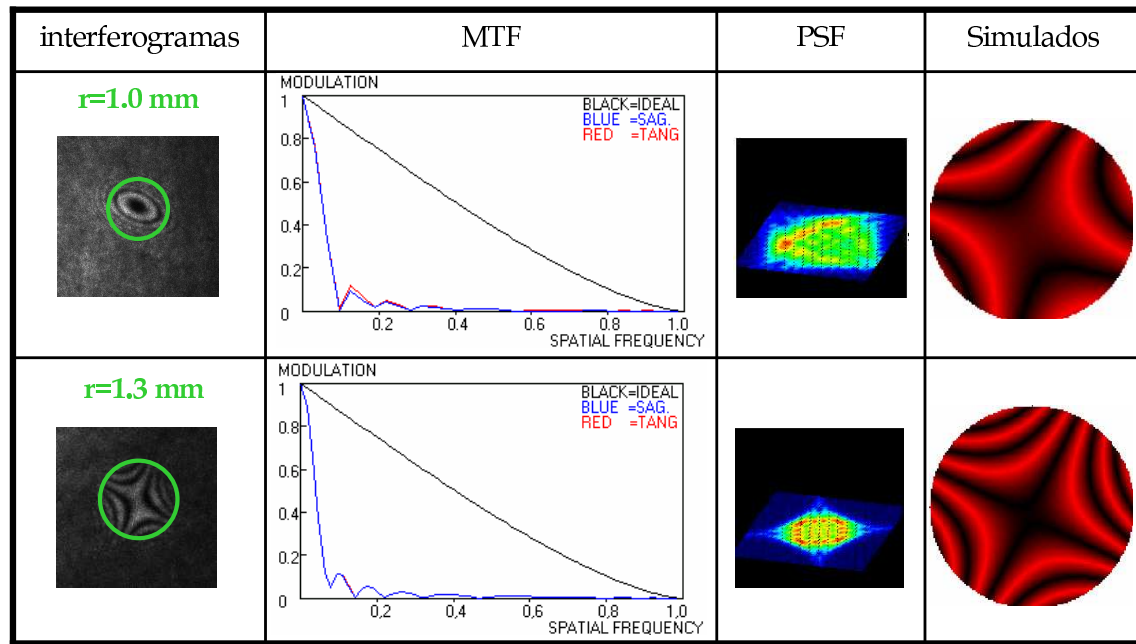 interferogramas MTF PSF Simulados
r=1.0 mm
MODULATION
BLACK=IDEAL
BLUE =SAG.
RED =TANG
1
0.8
0.6
0.4
0.2
0
0.2 0.4 0.6 0.8 1.0
SPATIAL FREQUENCY
r=1.3 mm
MODULATION
BLACK=IDEAL
BLUE =SAG.
RED =TANG
1
0.8
0.6
0.4
0.2
0
0,2 0,4 0,6 0,8 1,0
SPATIAL FREQUENCY